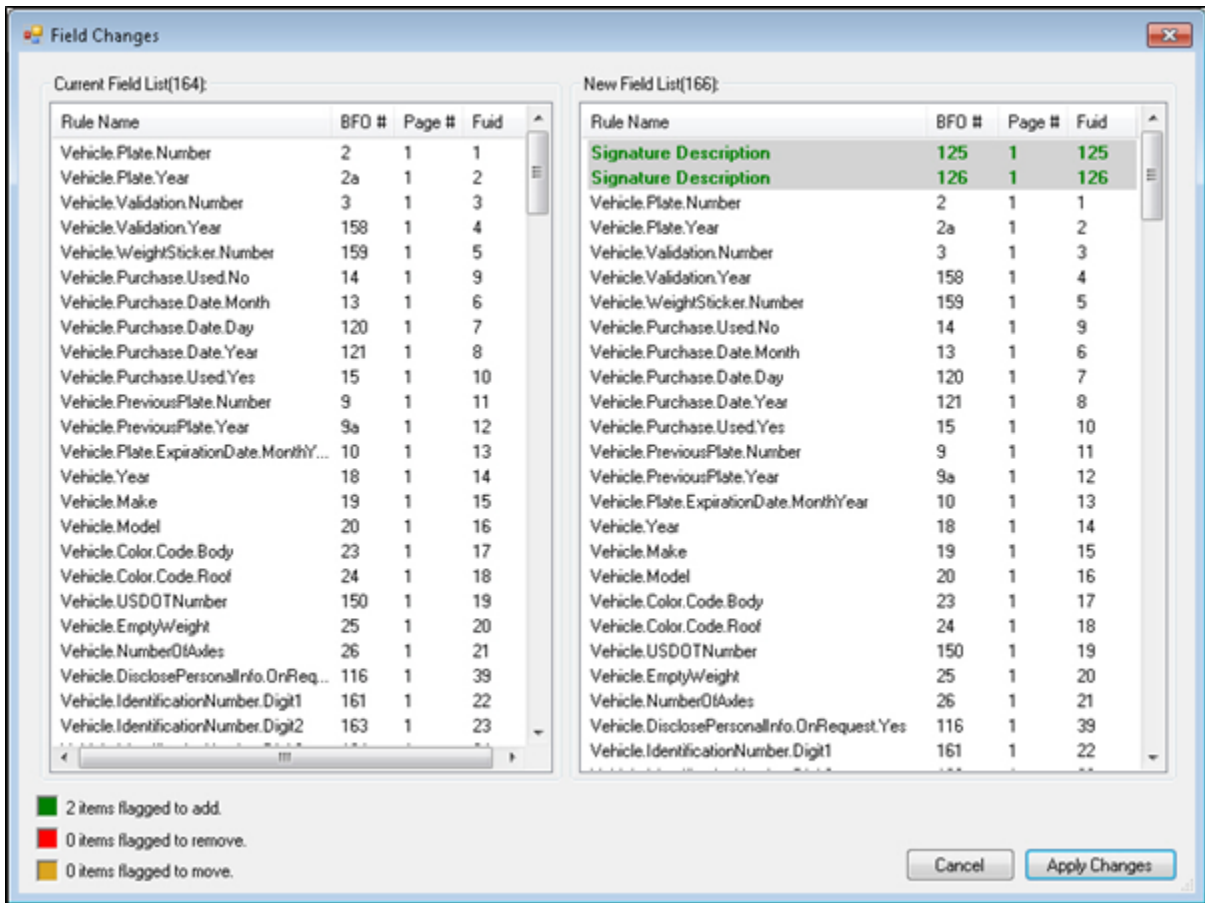 Field Changes
Current Field List(164):
Rule Name BFO # Page # Fuid
Vehicle.Plate.Number 2 1 1
Vehicle.Plate.Year 2a 1 2
Vehicle.Validation.Number 3 1 3
Vehicle.Validation.Year 158 1 4
Vehicle.WeightSticker.Number 159 1 5
Vehicle.Purchase.Used.No 14 1 9
Vehicle.Purchase.Date.Month 13 1 6
Vehicle.Purchase.Date.Day 120 1 7
Vehicle.Purchase.Date.Year 121 1 8
Vehicle.Purchase.Used.Yes 15 1 10
Vehicle.PreviousPlate.Number 9 1 11
Vehicle.PreviousPlate.Year 9a 1 12
Vehicle.Plate.ExpirationDate.MonthY... 10 1 13
Vehicle.Year 18 1 14
Vehicle.Make 19 1 15
Vehicle.Model 20 1 16
Vehicle.Color.Code.Body 23 1 17
Vehicle.Color.Code.Roof 24 1 18
Vehicle.USDOTNumber 150 1 19
Vehicle.EmptyWeight 25 1 20
Vehicle.NumberOfAxles 26 1 21
Vehicle.DisclosePersonalInfo.OnReq... 116 1 39
Vehicle.IdentificationNumber.Digit1 161 1 22
Vehicle.IdentificationNumber.Digit2 163 1 23
New Field List(166):
Rule Name BFO # Page # Fuid
Signature Description 125 1 125
Signature Description 126 1 126
Vehicle.Plate.Number 2 1 1
Vehicle.Plate.Year 2a 1 2
Vehicle.Validation.Number 3 1 3
Vehicle.Validation.Year 158 1 4
Vehicle.WeightSticker.Number 159 1 5
Vehicle.Purchase.Used.No 14 1 9
Vehicle.Purchase.Date.Month 13 1 6
Vehicle.Purchase.Date.Day 120 1 7
Vehicle.Purchase.Date.Year 121 1 8
Vehicle.Purchase.Used.Yes 15 1 10
Vehicle.PreviousPlate.Number 9 1 11
Vehicle.PreviousPlate.Year 9a 1 12
Vehicle.Plate.ExpirationDate.MonthYear 10 1 13
Vehicle.Year 18 1 14
Vehicle.Make 19 1 15
Vehicle.Model 20 1 16
Vehicle.Color.Code.Body 23 1 17
Vehicle.Color.Code.Roof 24 1 18
Vehicle.USDOTNumber 150 1 19
Vehicle.EmptyWeight 25 1 20
Vehicle.NumberOfAxles 26 1 21
Vehicle.DisclosePersonalInfo.OnRequest.Yes 116 1 39
Vehicle.IdentificationNumber.Digit1 161 1 22
2 items flagged to add.
0 items flagged to remove.
0 items flagged to move.
Cancel
Apply Changes